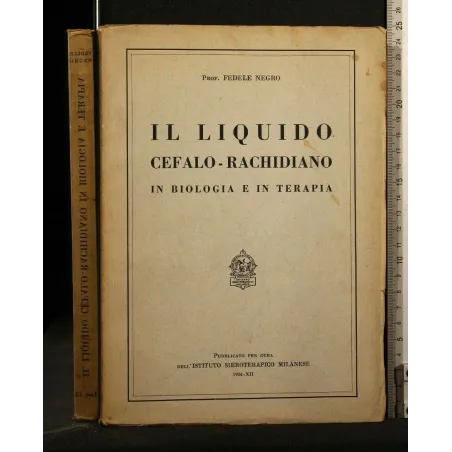 Prof. FEDELE NEGRO
IL LIQUIDO
CEFALO-RACHIDIANO
IN BIOLOGIA E IN TERAPIA
Pubblicato per cura
dell'ISTITUTO SIEROTERAPICO MILANESE
1934-XII
IL LIQUIDO CEFALO-RACHIDIANO IN BIOLOGIA E TERAPIA